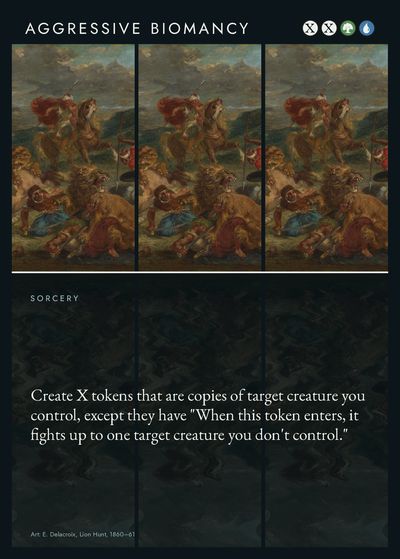 AGGRESSIVE BIOMANCY X X
SORCERY
Create X tokens that are copies of target creature you
control, except they have "When this token enters, it
fights up to one target creature you don't control."
Art: E. Delacroix, Lion Hunt, 1860–61